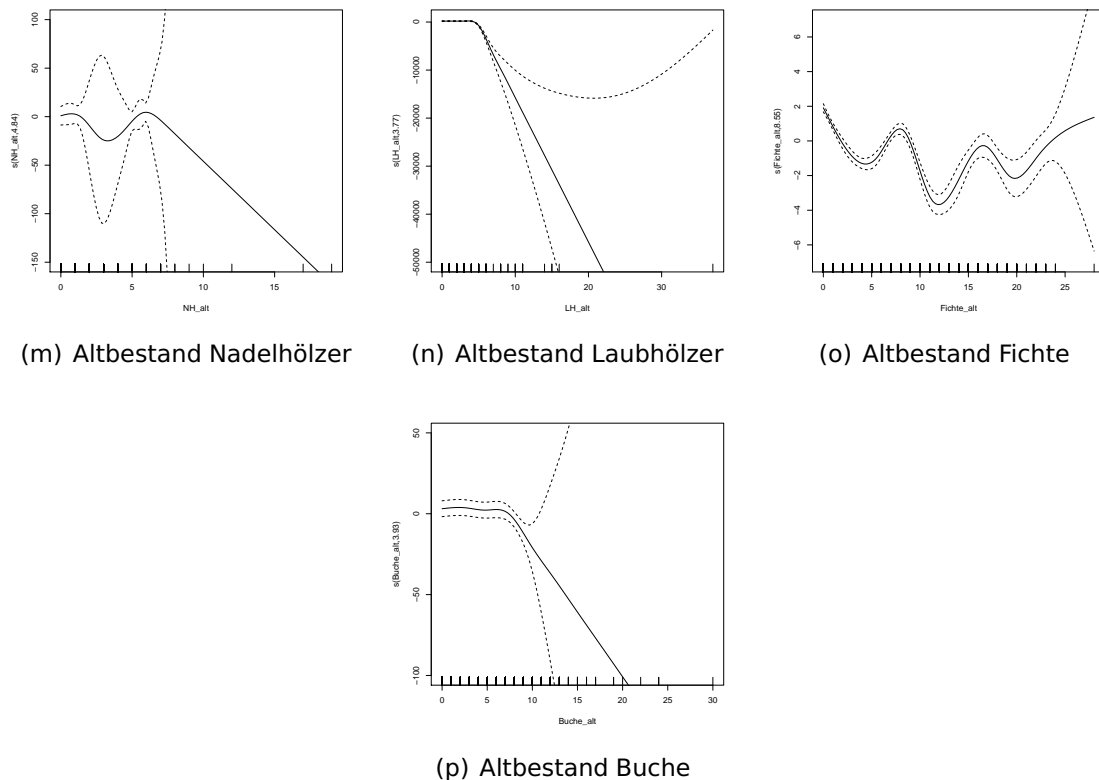 100
50
0
−50
−100
−150
s(NH_alt,4.84)
0 5 10 15
NH_alt
0
−10000
−20000
−30000
−40000
−50000
s(LH_alt,3.77)
0 10 20 30
LH_alt
6
4
2
0
−2
−4
−6
s(Fichte_alt,8.55)
0 5 10 15 20 25
Fichte_alt
(m) Altbestand Nadelhölzer
(n) Altbestand Laubhölzer
(o) Altbestand Fichte
50
0
−50
−100
s(Buche_alt,3.93)
0 5 10 15 20 25 30
Buche_alt
(p) Altbestand Buche